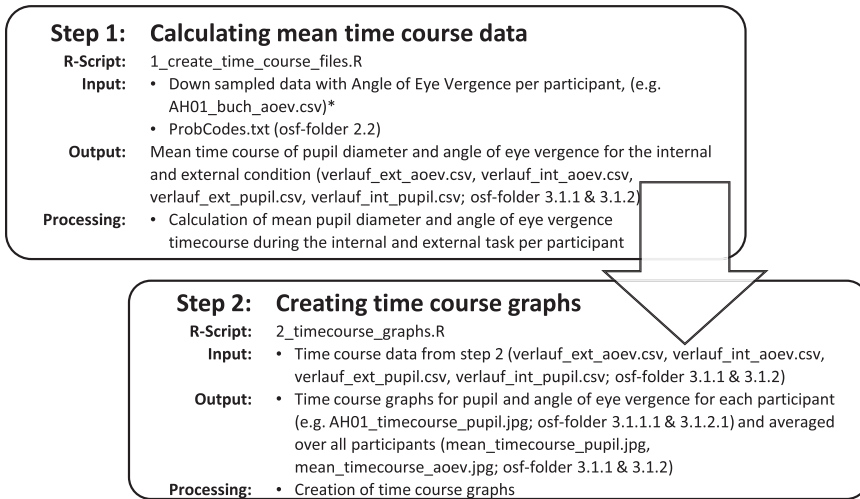 Step 1: Calculating mean time course data
R-Script: 1_create_time_course_files.R
Input: • Down sampled data with Angle of Eye Vergence per participant, (e.g.
AH01_buch_aoev.csv)*
• ProbCodes.txt (osf-folder 2.2)
Output: Mean time course of pupil diameter and angle of eye vergence for the internal
and external condition (verlauf_ext_aoev.csv, verlauf_int_aoev.csv,
verlauf_ext_pupil.csv, verlauf_int_pupil.csv; osf-folder 3.1.1 & 3.1.2)
Processing: • Calculation of mean pupil diameter and angle of eye vergence
timecourse during the internal and external task per participant
Step 2: Creating time course graphs
R-Script: 2_timecourse_graphs.R
Input: • Time course data from step 2 (verlauf_ext_aoev.csv, verlauf_int_aoev.csv,
verlauf_ext_pupil.csv, verlauf_int_pupil.csv; osf-folder 3.1.1 & 3.1.2)
Output: • Time course graphs for pupil and angle of eye vergence for each participant
(e.g. AH01_timecourse_pupil.jpg; osf-folder 3.1.1.1 & 3.1.2.1) and averaged
over all participants (mean_timecourse_pupil.jpg,
mean_timecourse_aoev.jpg; osf-folder 3.1.1 & 3.1.2)
Processing: • Creation of time course graphs